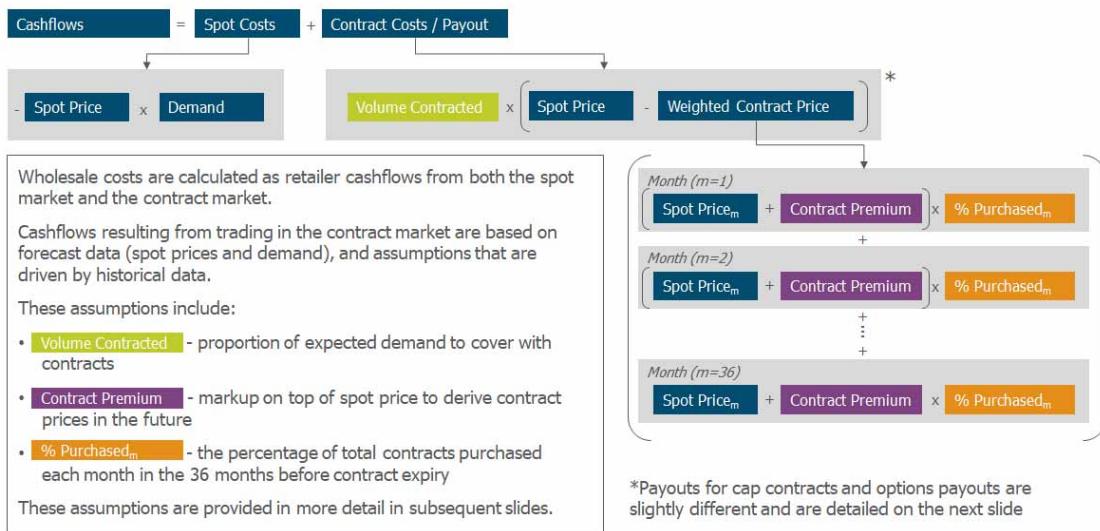 Cashflows = Spot Costs + Contract Costs / Payout
- Spot Price x Demand
Volume Contracted x ( Spot Price - Weighted Contract Price ) *
Wholesale costs are calculated as retailer cashflows from both the spot
market and the contract market.
Cashflows resulting from trading in the contract market are based on
forecast data (spot prices and demand), and assumptions that are
driven by historical data.
These assumptions include:
• Volume Contracted - proportion of expected demand to cover with
contracts
• Contract Premium - markup on top of spot price to derive contract
prices in the future
• % Purchasedm - the percentage of total contracts purchased
each month in the 36 months before contract expiry
These assumptions are provided in more detail in subsequent slides.
Month (m=1)
( Spot Pricem + Contract Premium ) x % Purchasedm
+
Month (m=2)
( Spot Pricem + Contract Premium ) x % Purchasedm
+
⋮
+
Month (m=36)
Spot Pricem + Contract Premium x % Purchasedm
*Payouts for cap contracts and options payouts are
slightly different and are detailed on the next slide